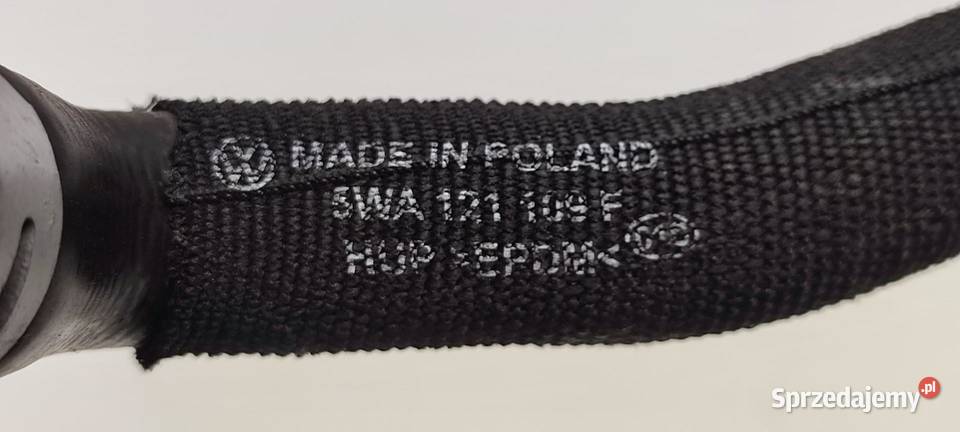 MADE IN POLAND
5WA 121 109 F
HUP >EPDM<
Sprzedajemy.pl